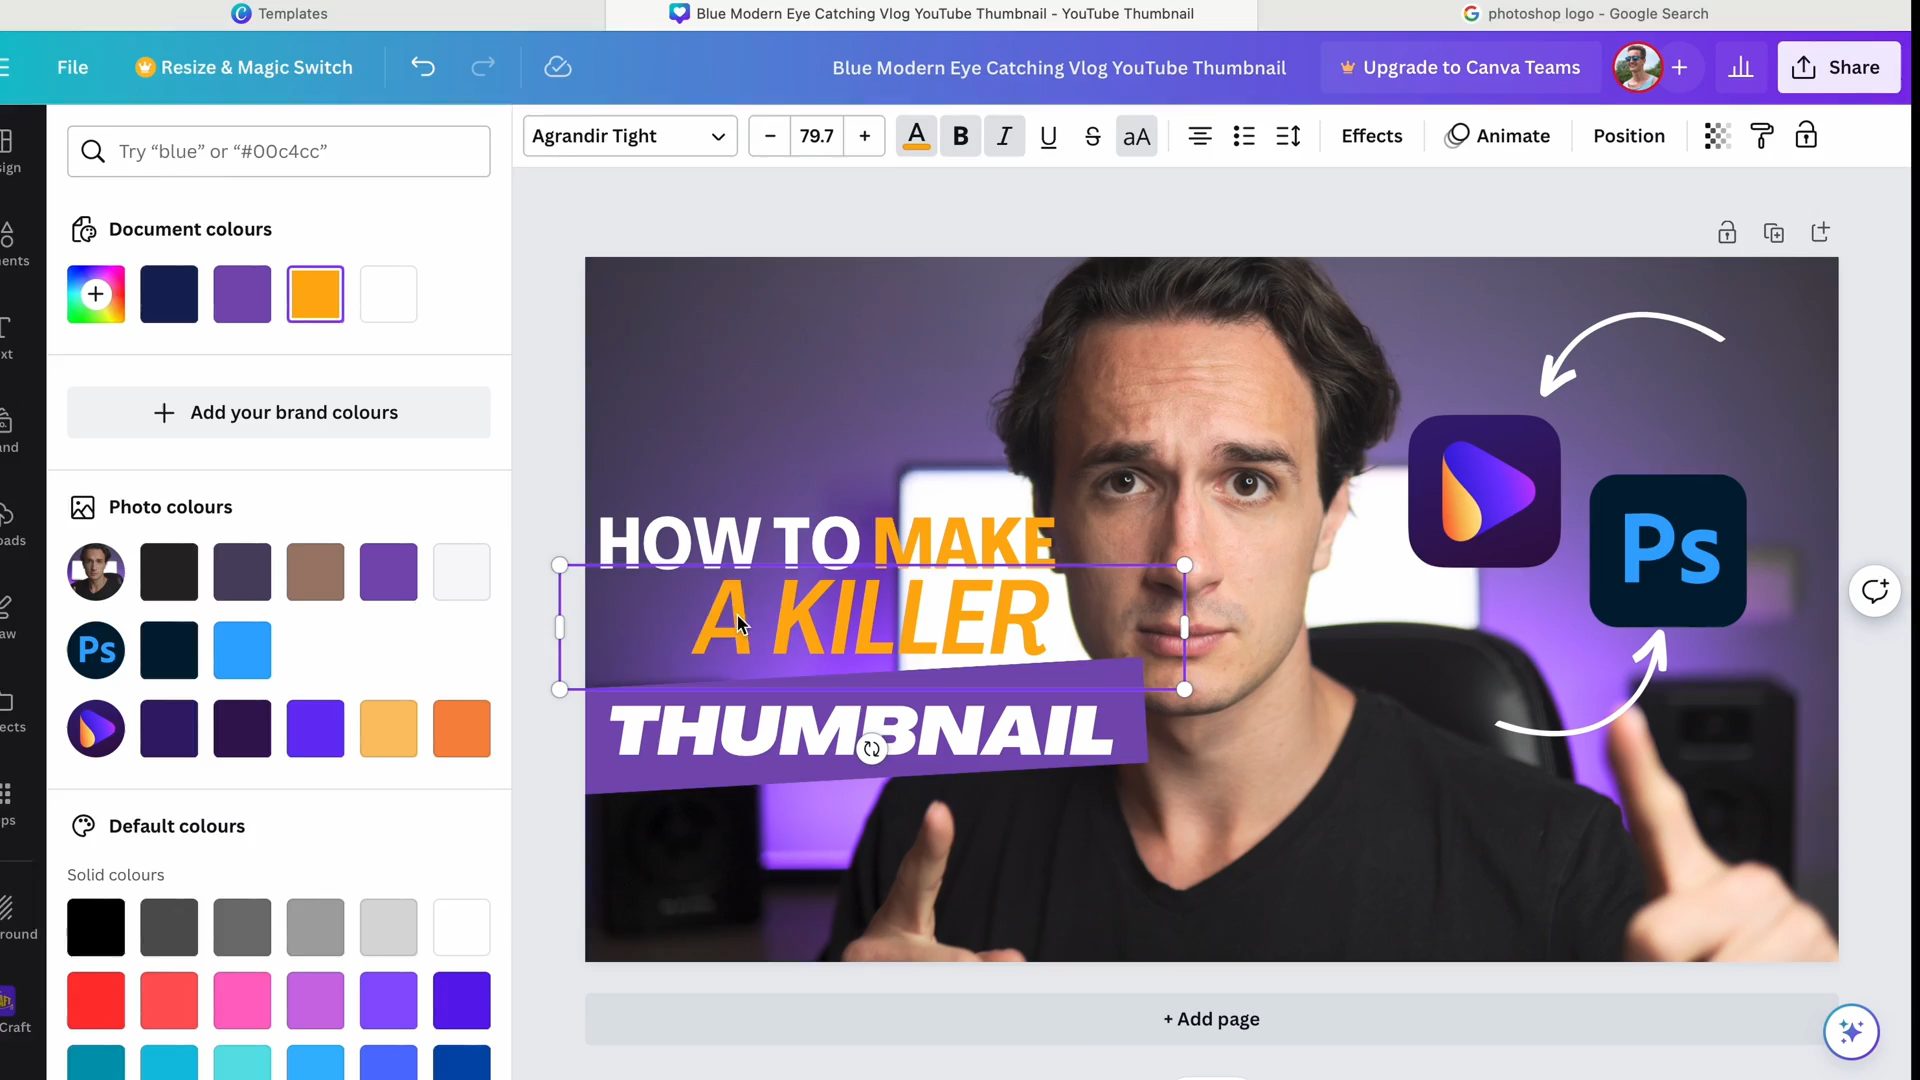 Templates
Blue Modern Eye Catching Vlog YouTube Thumbnail - YouTube Thumbnail
photoshop logo - Google Search
File
Resize & Magic Switch
Blue Modern Eye Catching Vlog YouTube Thumbnail
Upgrade to Canva Teams
Share
Try “blue” or “#00c4cc”
Agrandir Tight
79.7
A
B
I
U
S
aA
Effects
Animate
Position
sign
ents
xt
nd
ads
aw
ects
ps
round
Craft
Document colours
Add your brand colours
Photo colours
Ps
Default colours
Solid colours
HOW TO MAKE
A KILLER
THUMBNAIL
Ps
+ Add page